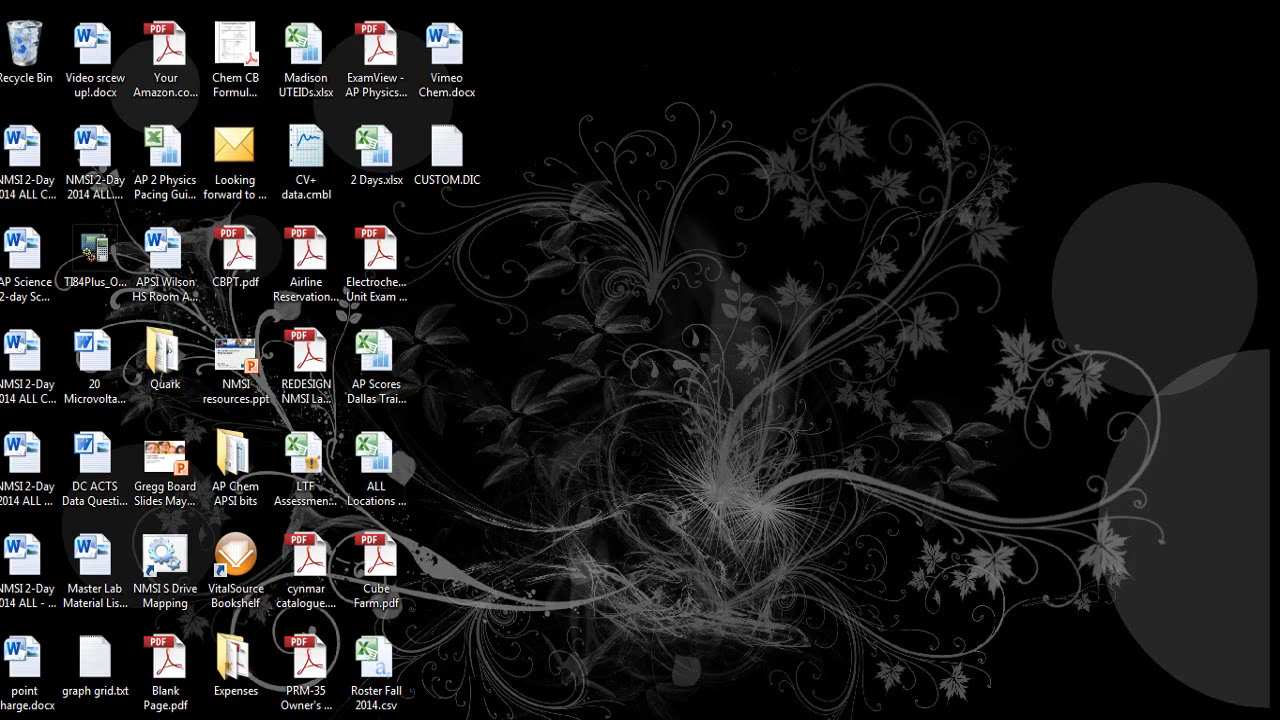 Recycle Bin
Video srcew
up!.docx
Your
Amazon.co...
Chem CB
Formul...
Madison
UTEIDs.xlsx
ExamView -
AP Physics...
Vimeo
Chem.docx
NMSI 2-Day
2014 ALL C...
NMSI 2-Day
2014 ALL...
AP 2 Physics
Pacing Gui...
Looking
forward to ...
CV+
data.cmbl
2 Days.xlsx
CUSTOM.DIC
AP Science
2-day Sc...
TI84Plus_O...
APSI Wilson
HS Room A...
CBPT.pdf
Airline
Reservation...
Electroche...
Unit Exam ...
NMSI 2-Day
2014 ALL C...
20
Microvolta...
Quark
NMSI
resources.ppt
REDESIGN
NMSI La...
AP Scores
Dallas Trai...
NMSI 2-Day
2014 ALL ...
DC ACTS
Data Questi...
Gregg Board
Slides May...
AP Chem
APSI bits
LTF
Assessmen...
ALL
Locations ...
NMSI 2-Day
2014 ALL - ...
Master Lab
Material Lis...
NMSI S Drive
Mapping
VitalSource
Bookshelf
cynmar
catalogue....
Cube
Farm.pdf
point
harge.docx
graph grid.txt
Blank
Page.pdf
Expenses
PRM-35
Owner's ...
Roster Fall
2014.csv